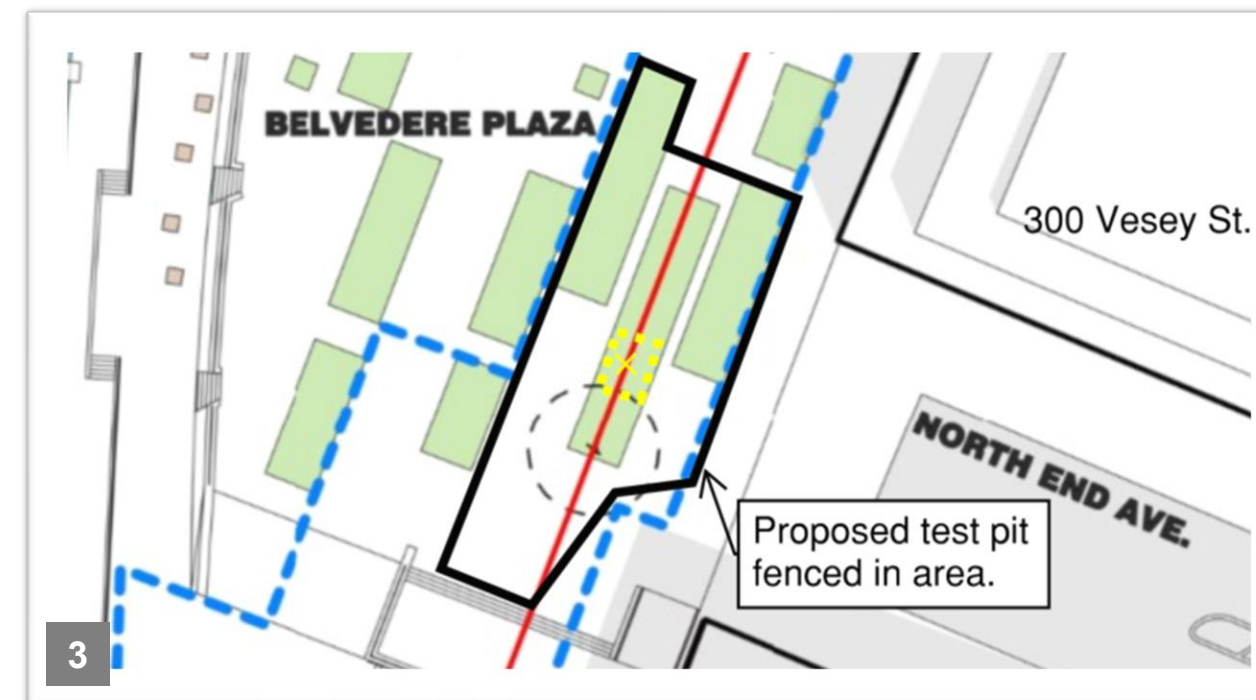 BELVEDERE PLAZA
300 Vesey St.
NORTH END AVE.
Proposed test pit
fenced in area.
3